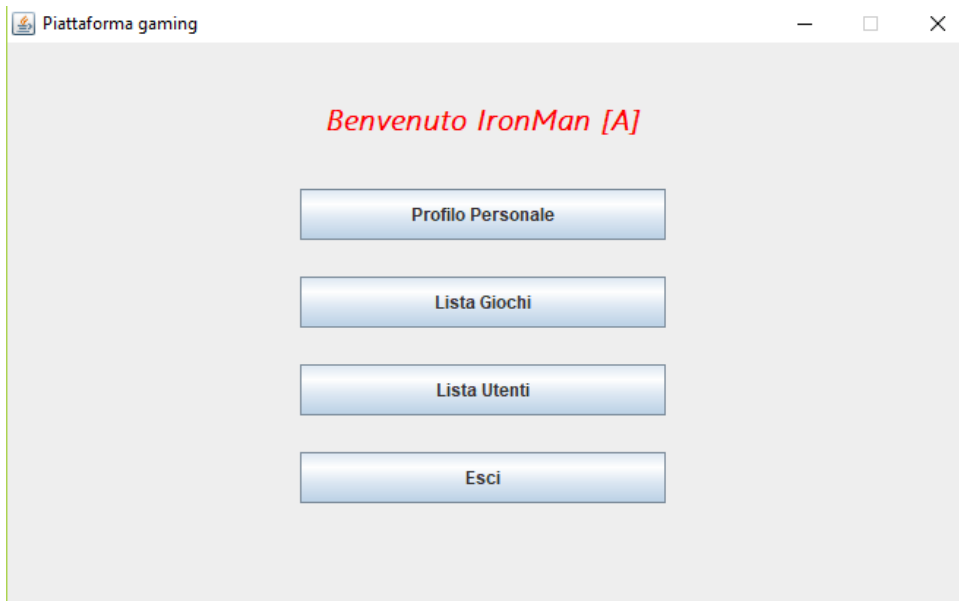 Piattaforma gaming
Benvenuto IronMan [A]
Profilo Personale
Lista Giochi
Lista Utenti
Esci